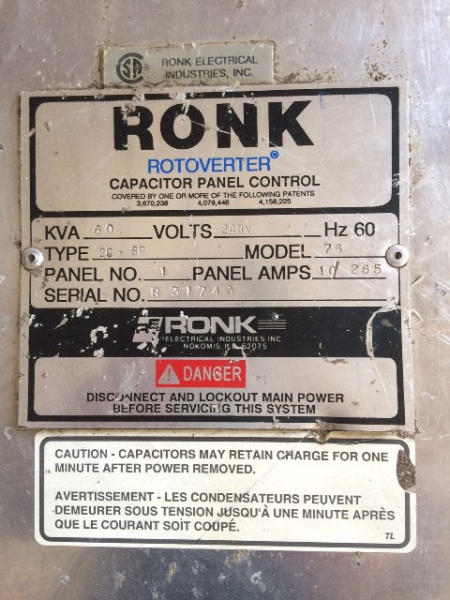 RONK ELECTRICAL
INDUSTRIES, INC.
RONK
ROTOVERTER®
CAPACITOR PANEL CONTROL
COVERED BY ONE OR MORE OF THE FOLLOWING PATENTS
3,670,238 4,079,446 4,158,225
KVA 60 VOLTS 240V Hz 60
TYPE MODEL 76
PANEL NO. 1 PANEL AMPS 265
SERIAL NO. R 31743
RONK
ELECTRICAL INDUSTRIES INC
NOKOMIS, ILL. 62075
DANGER
DISCONNECT AND LOCKOUT MAIN POWER
BEFORE SERVICING THIS SYSTEM
CAUTION - CAPACITORS MAY RETAIN CHARGE FOR ONE
MINUTE AFTER POWER REMOVED.
AVERTISSEMENT - LES CONDENSATEURS PEUVENT
DEMEURER SOUS TENSION JUSQU'À UNE MINUTE APRÈS
QUE LE COURANT SOIT COUPÉ.
TL